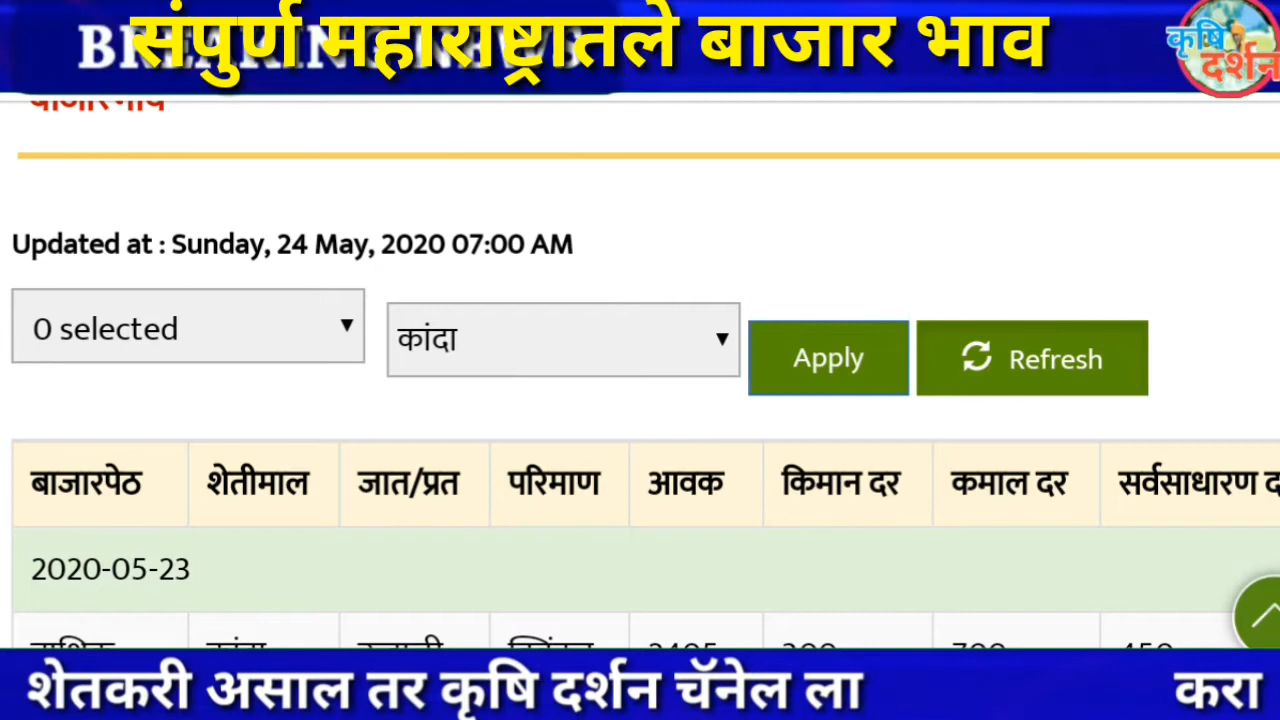 संपुर्ण महाराष्ट्रातले बाजार भाव
कृषि
दर्शन
Updated at : Sunday, 24 May, 2020 07:00 AM
0 selected
कांदा
Apply
Refresh
बाजारपेठ शेतीमाल जात/प्रत परिमाण आवक किमान दर कमाल दर सर्वसाधारण
2020-05-23
शेतकरी असाल तर कृषि दर्शन चॅनेल ला करा